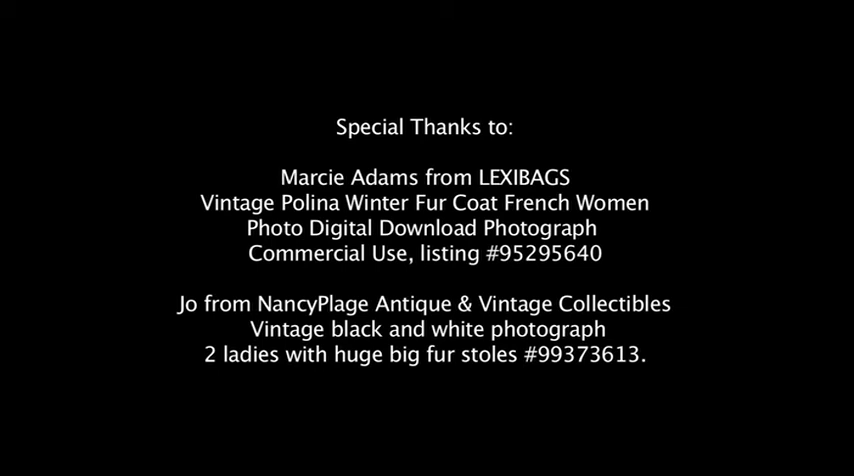 Special Thanks to:
Marcie Adams from LEXIBAGS
Vintage Polina Winter Fur Coat French Women
Photo Digital Download Photograph
Commercial Use, listing #95295640
Jo from NancyPlage Antique & Vintage Collectibles
Vintage black and white photograph
2 ladies with huge big fur stoles #99373613.